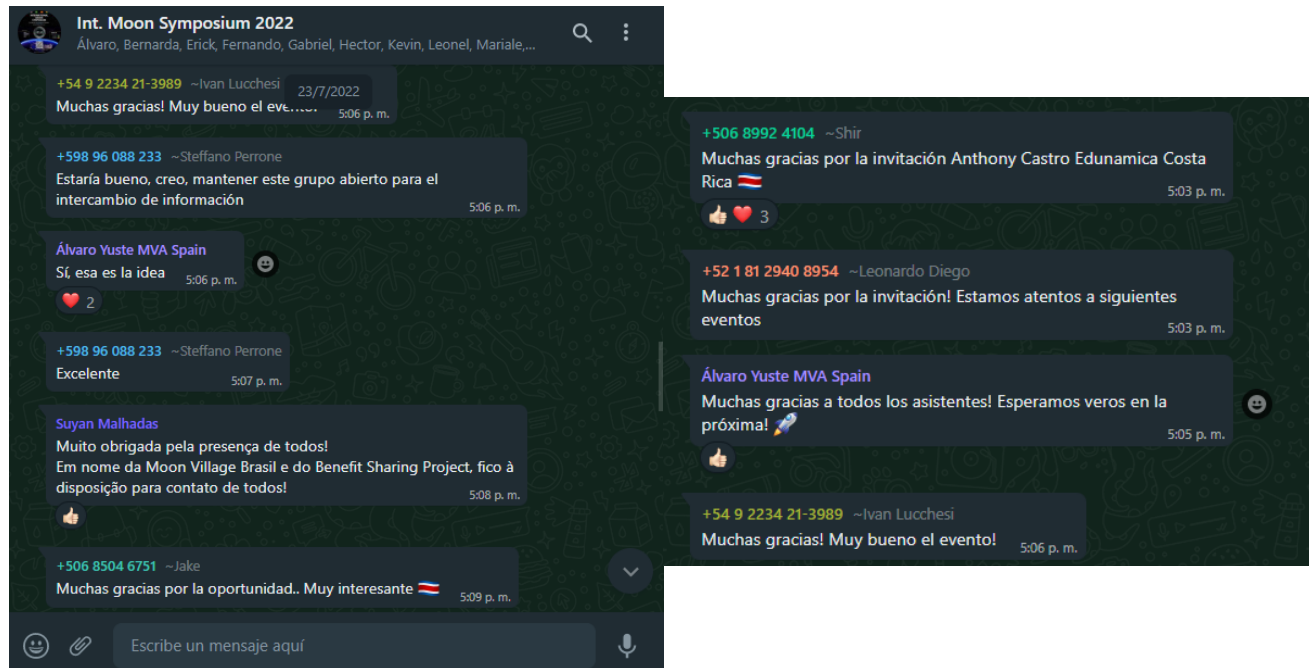 Int. Moon Symposium 2022
Álvaro, Bernarda, Erick, Fernando, Gabriel, Hector, Kevin, Leonel, Mariale,...
23/7/2022
+54 9 2234 21-3989 ~Ivan Lucchesi
Muchas gracias! Muy bueno el evento!
5:06 p. m.
+598 96 088 233 ~Steffano Perrone
Estaría bueno, creo, mantener este grupo abierto para el
intercambio de información
5:06 p. m.
Álvaro Yuste MVA Spain
Sí, esa es la idea
5:06 p. m.
❤️ 2
+598 96 088 233 ~Steffano Perrone
Excelente
5:07 p. m.
Suyan Malhadas
Muito obrigada pela presença de todos!
Em nome da Moon Village Brasil e do Benefit Sharing Project, fico à
disposição para contato de todos!
5:08 p. m.
👍🏻
+506 8504 6751 ~Jake
Muchas gracias por la oportunidad.. Muy interesante 🇨🇷
5:09 p. m.
Escribe un mensaje aquí
+506 8992 4104 ~Shir
Muchas gracias por la invitación Anthony Castro Edunamica Costa
Rica 🇨🇷
5:03 p. m.
👍🏻❤️ 3
+52 1 81 2940 8954 ~Leonardo Diego
Muchas gracias por la invitación! Estamos atentos a siguientes
eventos
5:03 p. m.
Álvaro Yuste MVA Spain
Muchas gracias a todos los asistentes! Esperamos veros en la
próxima! 🚀
5:05 p. m.
👍🏻
+54 9 2234 21-3989 ~Ivan Lucchesi
Muchas gracias! Muy bueno el evento!
5:06 p. m.